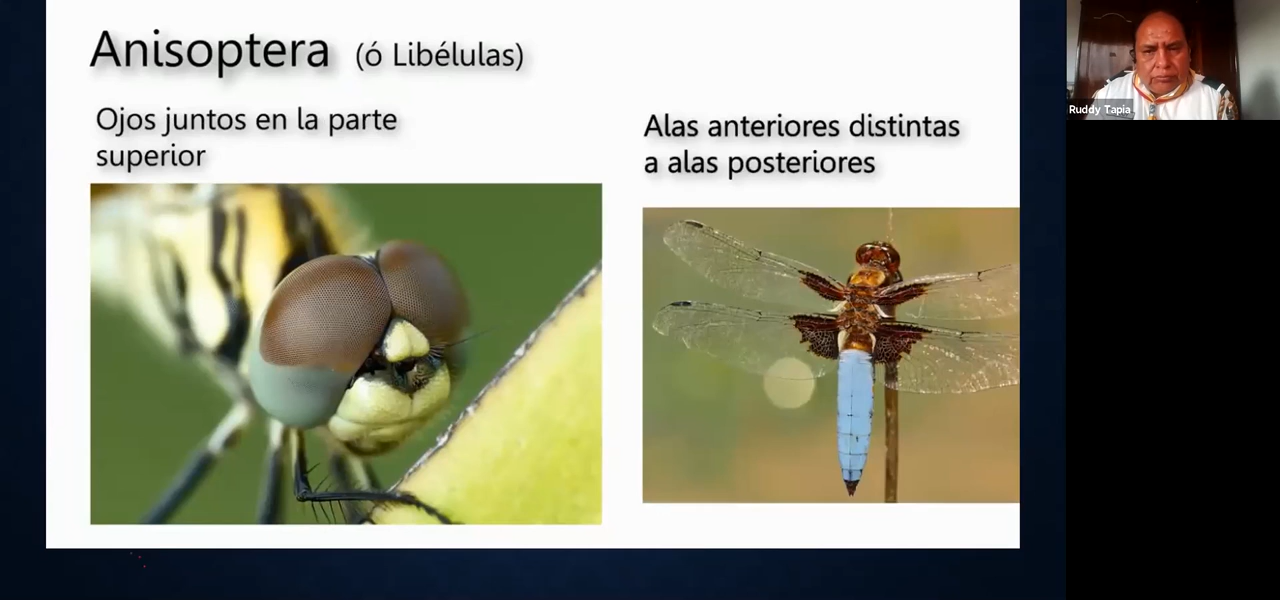 Anisoptera (ó Libélulas)
Ojos juntos en la parte
superior
Alas anteriores distintas
a alas posteriores
Ruddy Tapia